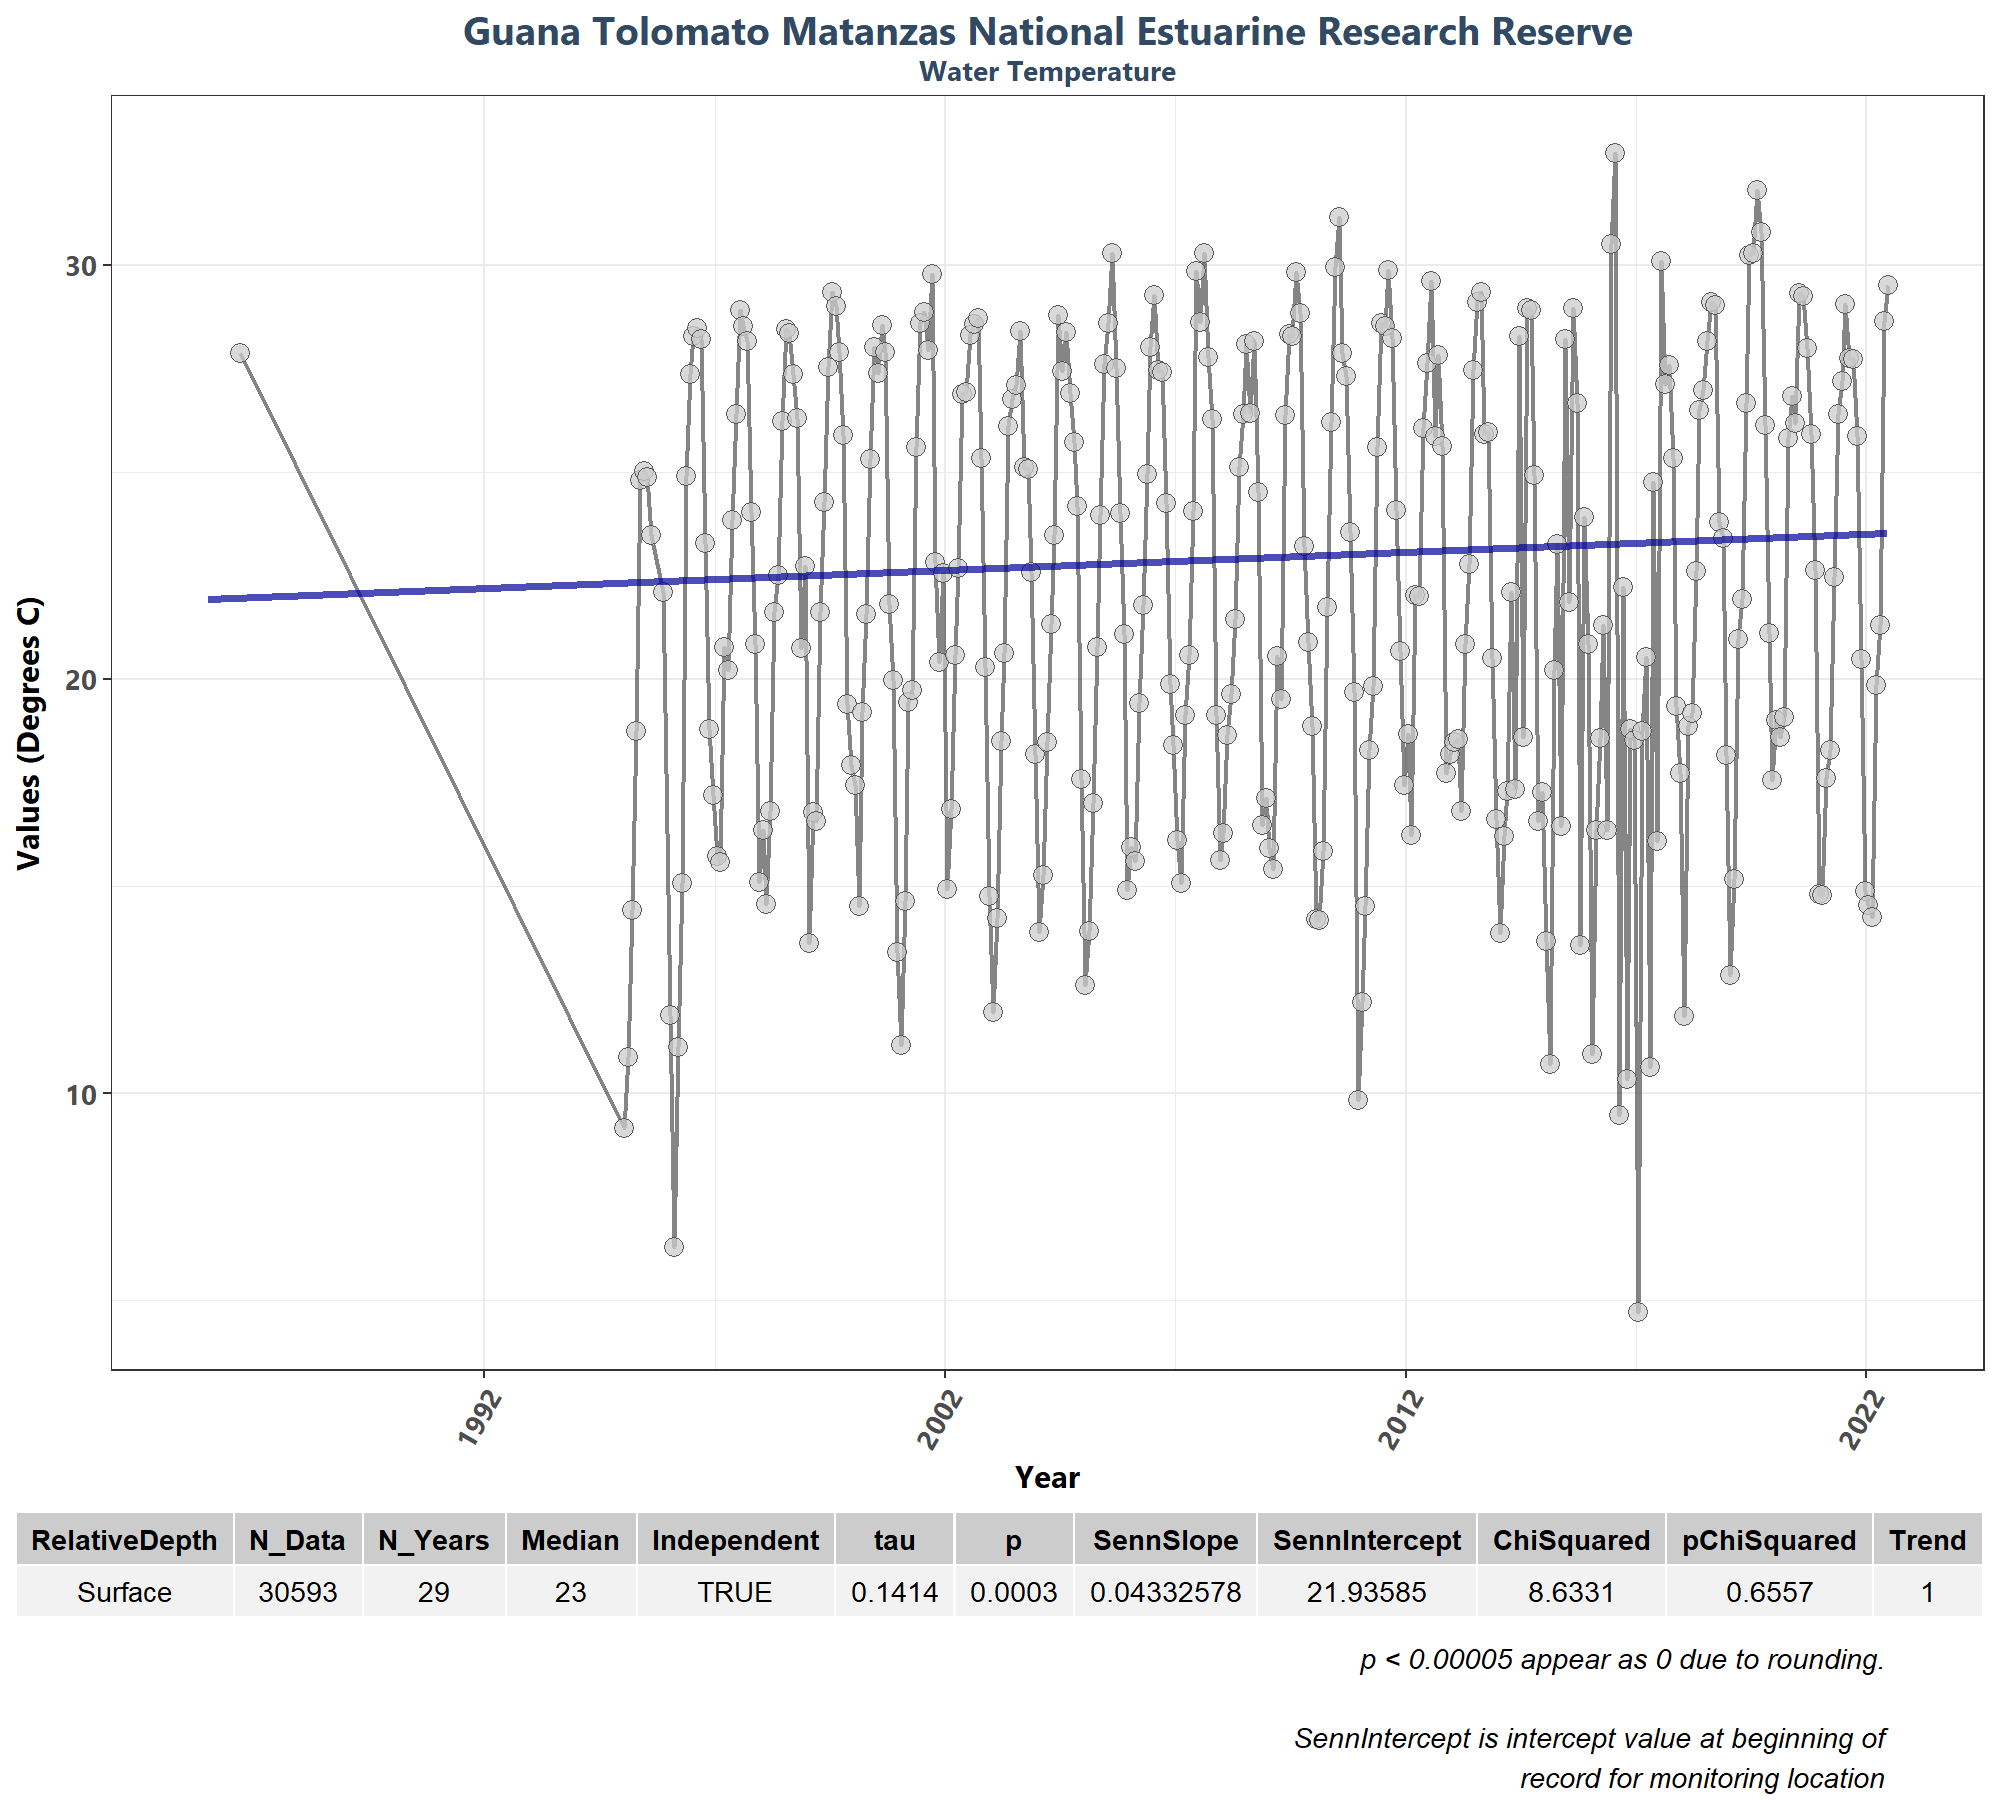 Guana Tolomato Matanzas National Estuarine Research Reserve
Water Temperature
Values (Degrees C)
30
20
10
1992
2002
2012
2022
Year
RelativeDepth N_Data N_Years Median Independent tau p SennSlope SennIntercept ChiSquared pChiSquared Trend
Surface 30593 29 23 TRUE 0.1414 0.0003 0.04332578 21.93585 8.6331 0.6557 1
p < 0.00005 appear as 0 due to rounding.
SennIntercept is intercept value at beginning of
record for monitoring location